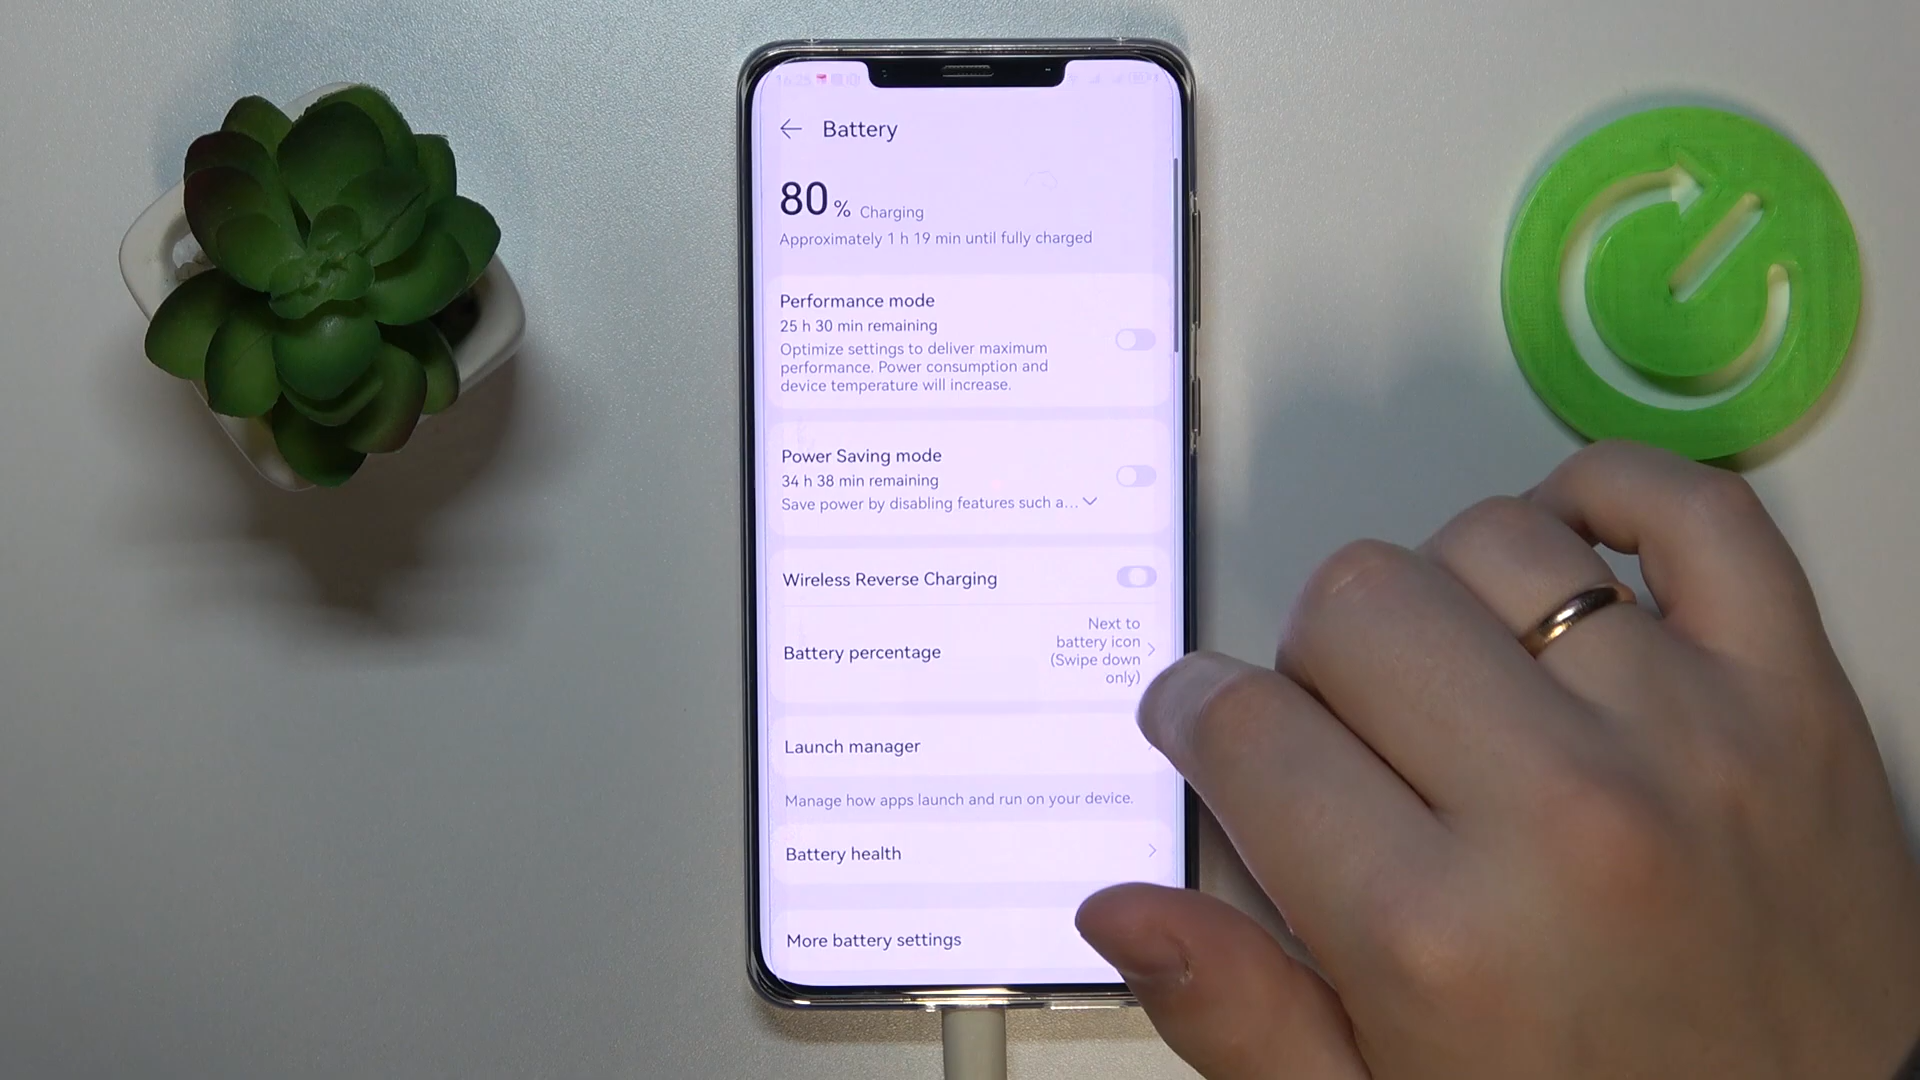 16:25
Battery
80% Charging
Approximately 1 h 19 min until fully charged
Performance mode
25 h 30 min remaining
Optimize settings to deliver maximum
performance. Power consumption and
device temperature will increase.
Power Saving mode
34 h 38 min remaining
Save power by disabling features such a...
Wireless Reverse Charging
Battery percentage
Next to
battery icon
(Swipe down
only)
Launch manager
Manage how apps launch and run on your device.
Battery health
More battery settings